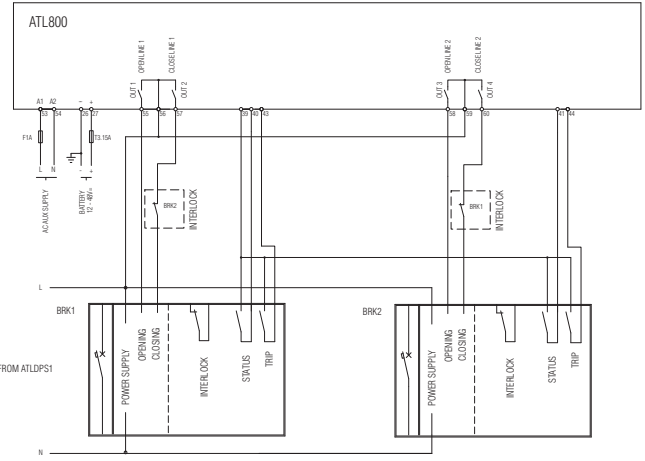 ATL800
OPEN LINE 1
CLOSE LINE 1
OPEN LINE 2
CLOSE LINE 2
OUT 1
OUT 2
OUT 3
OUT 4
A1 A2 - +
53 54 26 27 55 56 57 39 40 43 58 59 60 41 44
F1A
T3.15A
L N - +
AC AUX SUPPLY
BATTERY
12 - 48V=
BRK2
INTERLOCK
BRK1
INTERLOCK
L
BRK1
BRK2
FROM ATLDPS1
POWER SUPPLY
OPENING
CLOSING
INTERLOCK
STATUS
TRIP
POWER SUPPLY
OPENING
CLOSING
INTERLOCK
STATUS
TRIP
N